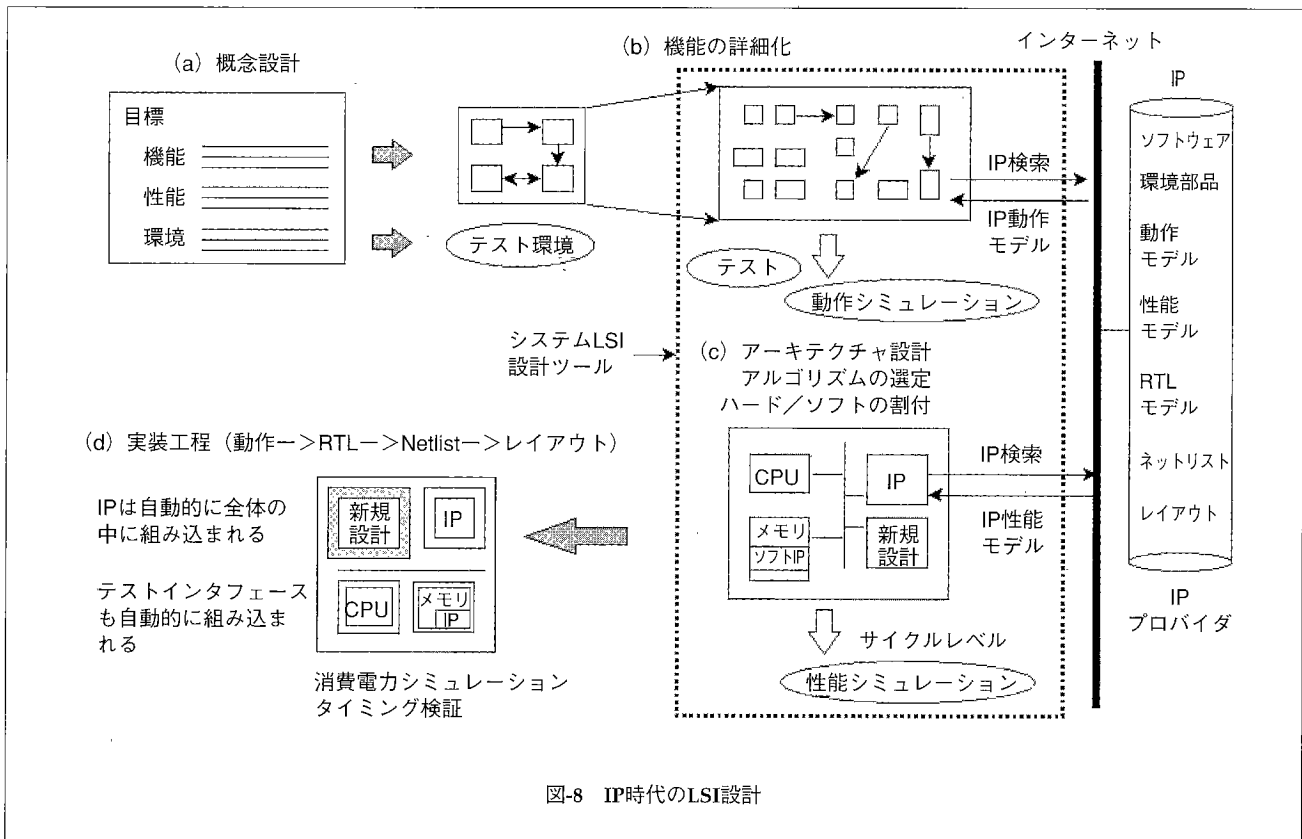 (a) 概念設計
目標
機能
性能
環境
テスト環境
(b) 機能の詳細化
テスト
動作シミュレーション
IP検索
IP動作
モデル
システムLSI
設計ツール
(c) アーキテクチャ設計
アルゴリズムの選定
ハード/ソフトの割付
CPU
IP
メモリ
ソフトIP
新規
設計
IP検索
IP性能
モデル
サイクルレベル
性能シミュレーション
インターネット
IP
ソフトウェア
環境部品
動作
モデル
性能
モデル
RTL
モデル
ネットリスト
レイアウト
IP
プロバイダ
(d) 実装工程(動作ー>RTLー>Netlistー>レイアウト)
IPは自動的に全体の
中に組み込まれる
テストインタフェース
も自動的に組み込ま
れる
新規
設計
IP
CPU
メモリ
IP
消費電力シミュレーション
タイミング検証
図-8 IP時代のLSI設計